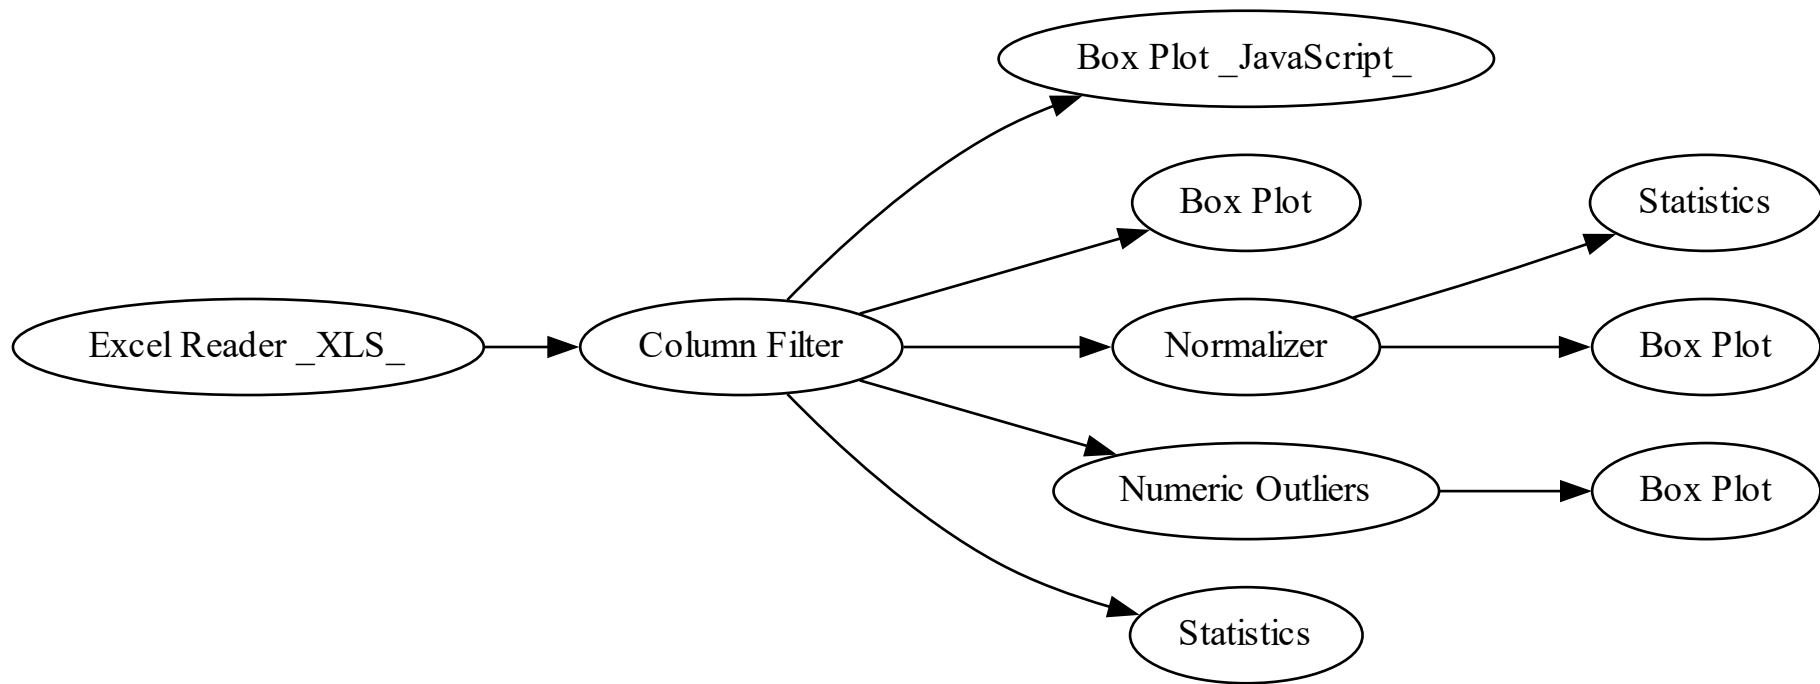 Box Plot _JavaScript_
Box Plot
Statistics
Excel Reader _XLS_
Column Filter
Normalizer
Box Plot
Numeric Outliers
Box Plot
Statistics